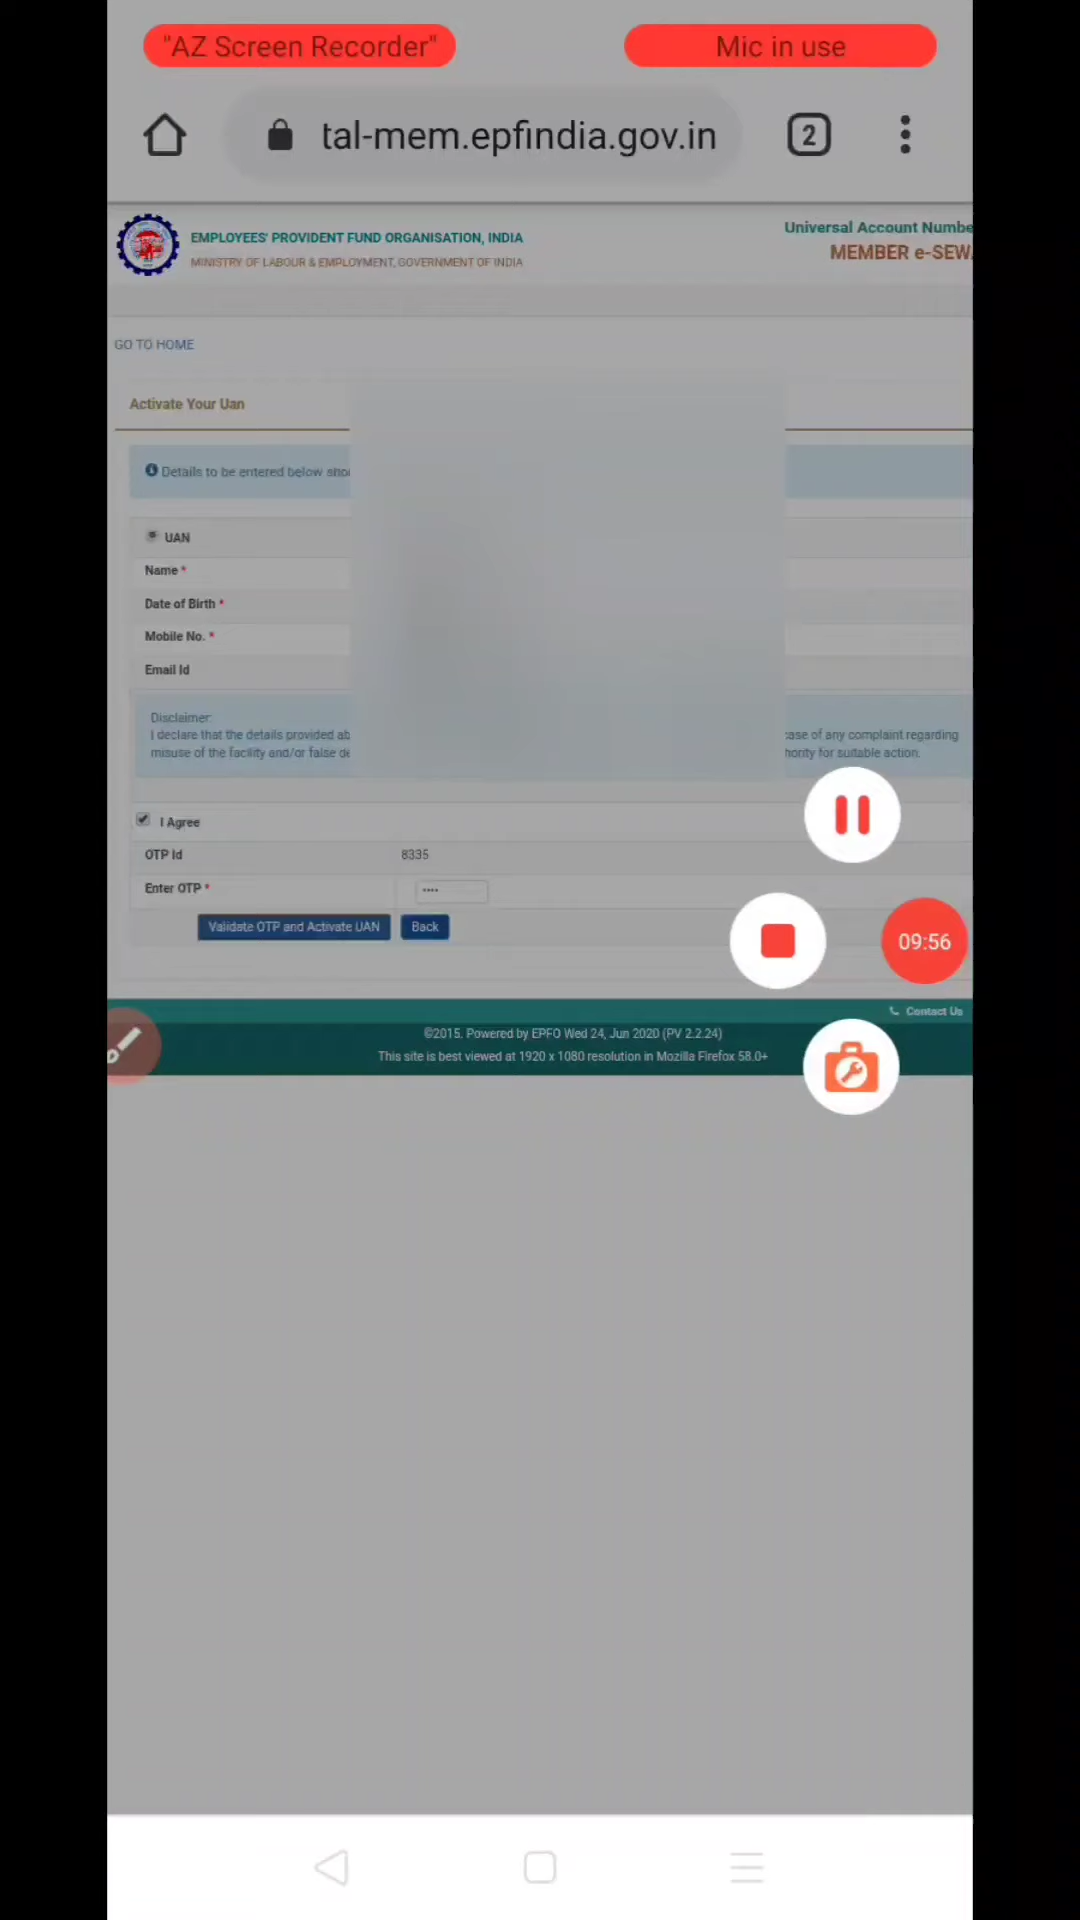 "AZ Screen Recorder"
Mic in use
tal-mem.epfindia.gov.in
2
EMPLOYEES' PROVIDENT FUND ORGANISATION, INDIA
MINISTRY OF LABOUR & EMPLOYMENT, GOVERNMENT OF INDIA
Universal Account Numbe
MEMBER e-SEW
GO TO HOME
Activate Your Uan
Details to be entered below shou
UAN
Name *
Date of Birth *
Mobile No. *
Email Id
Disclaimer:
I declare that the details provided ab case of any complaint regarding
misuse of the facility and/or false de hority for suitable action.
I Agree
OTP Id 8335
Enter OTP * ••••
Validate OTP and Activate UAN Back
09:56
Contact Us
©2015. Powered by EPFO Wed 24, Jun 2020 (PV 2.2.24)
This site is best viewed at 1920 x 1080 resolution in Mozilla Firefox 58.0+